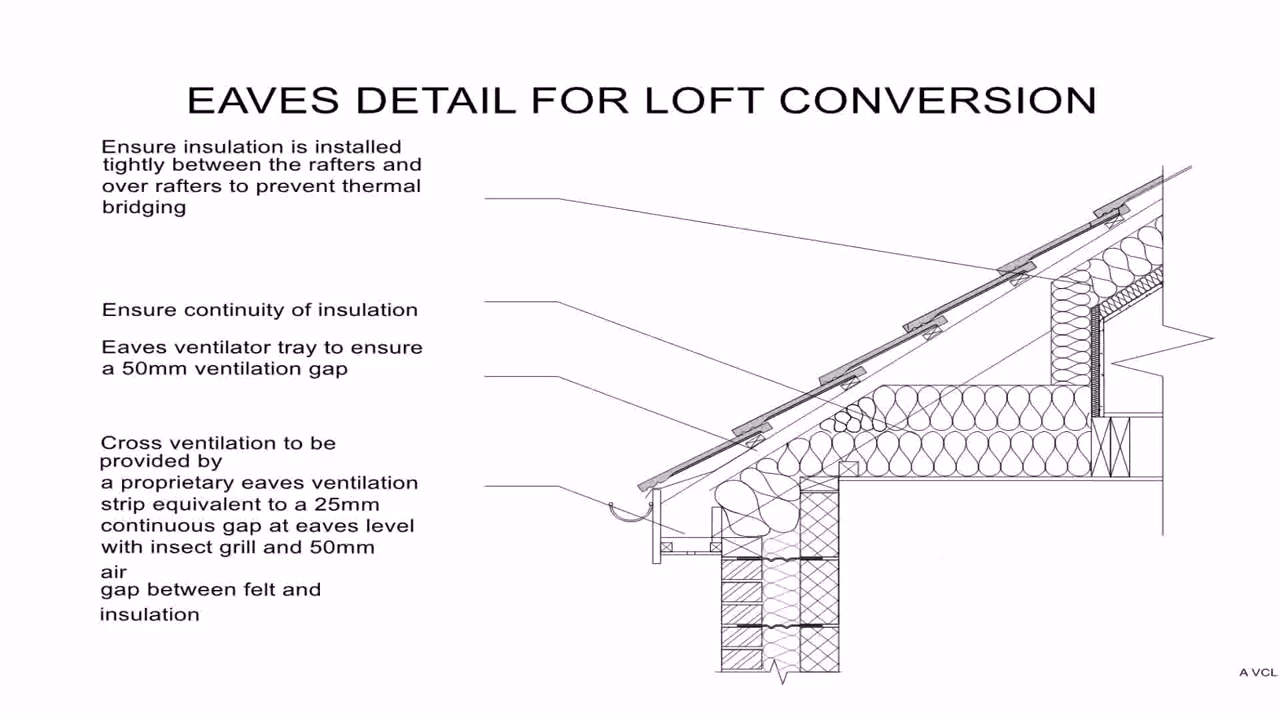 EAVES DETAIL FOR LOFT CONVERSION
Ensure insulation is installed
tightly between the rafters and
over rafters to prevent thermal
bridging
Ensure continuity of insulation
Eaves ventilator tray to ensure
a 50mm ventilation gap
Cross ventilation to be
provided by
a proprietary eaves ventilation
strip equivalent to a 25mm
continuous gap at eaves level
with insect grill and 50mm
air
gap between felt and
insulation
A VCL